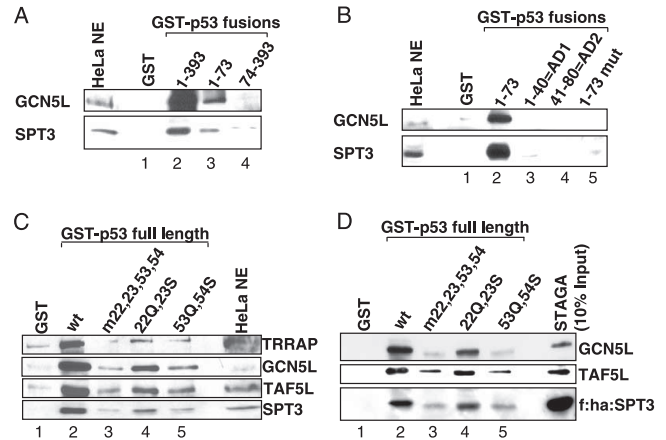 A
GST-p53 fusions
HeLa NE
GST
1-393
1-73
74-393
GCN5L
SPT3
1 2 3 4
B
GST-p53 fusions
HeLa NE
GST
1-73
1-40=AD1
41-80=AD2
1-73 mut
GCN5L
SPT3
1 2 3 4 5
C
GST-p53 full length
GST
wt
m22,23,53,54
22Q,23S
53Q,54S
HeLa NE
TRRAP
GCN5L
TAF5L
SPT3
1 2 3 4 5
D
GST-p53 full length
GST
wt
m22,23,53,54
22Q,23S
53Q,54S
STAGA
(10% Input)
GCN5L
TAF5L
f:ha:SPT3
1 2 3 4 5